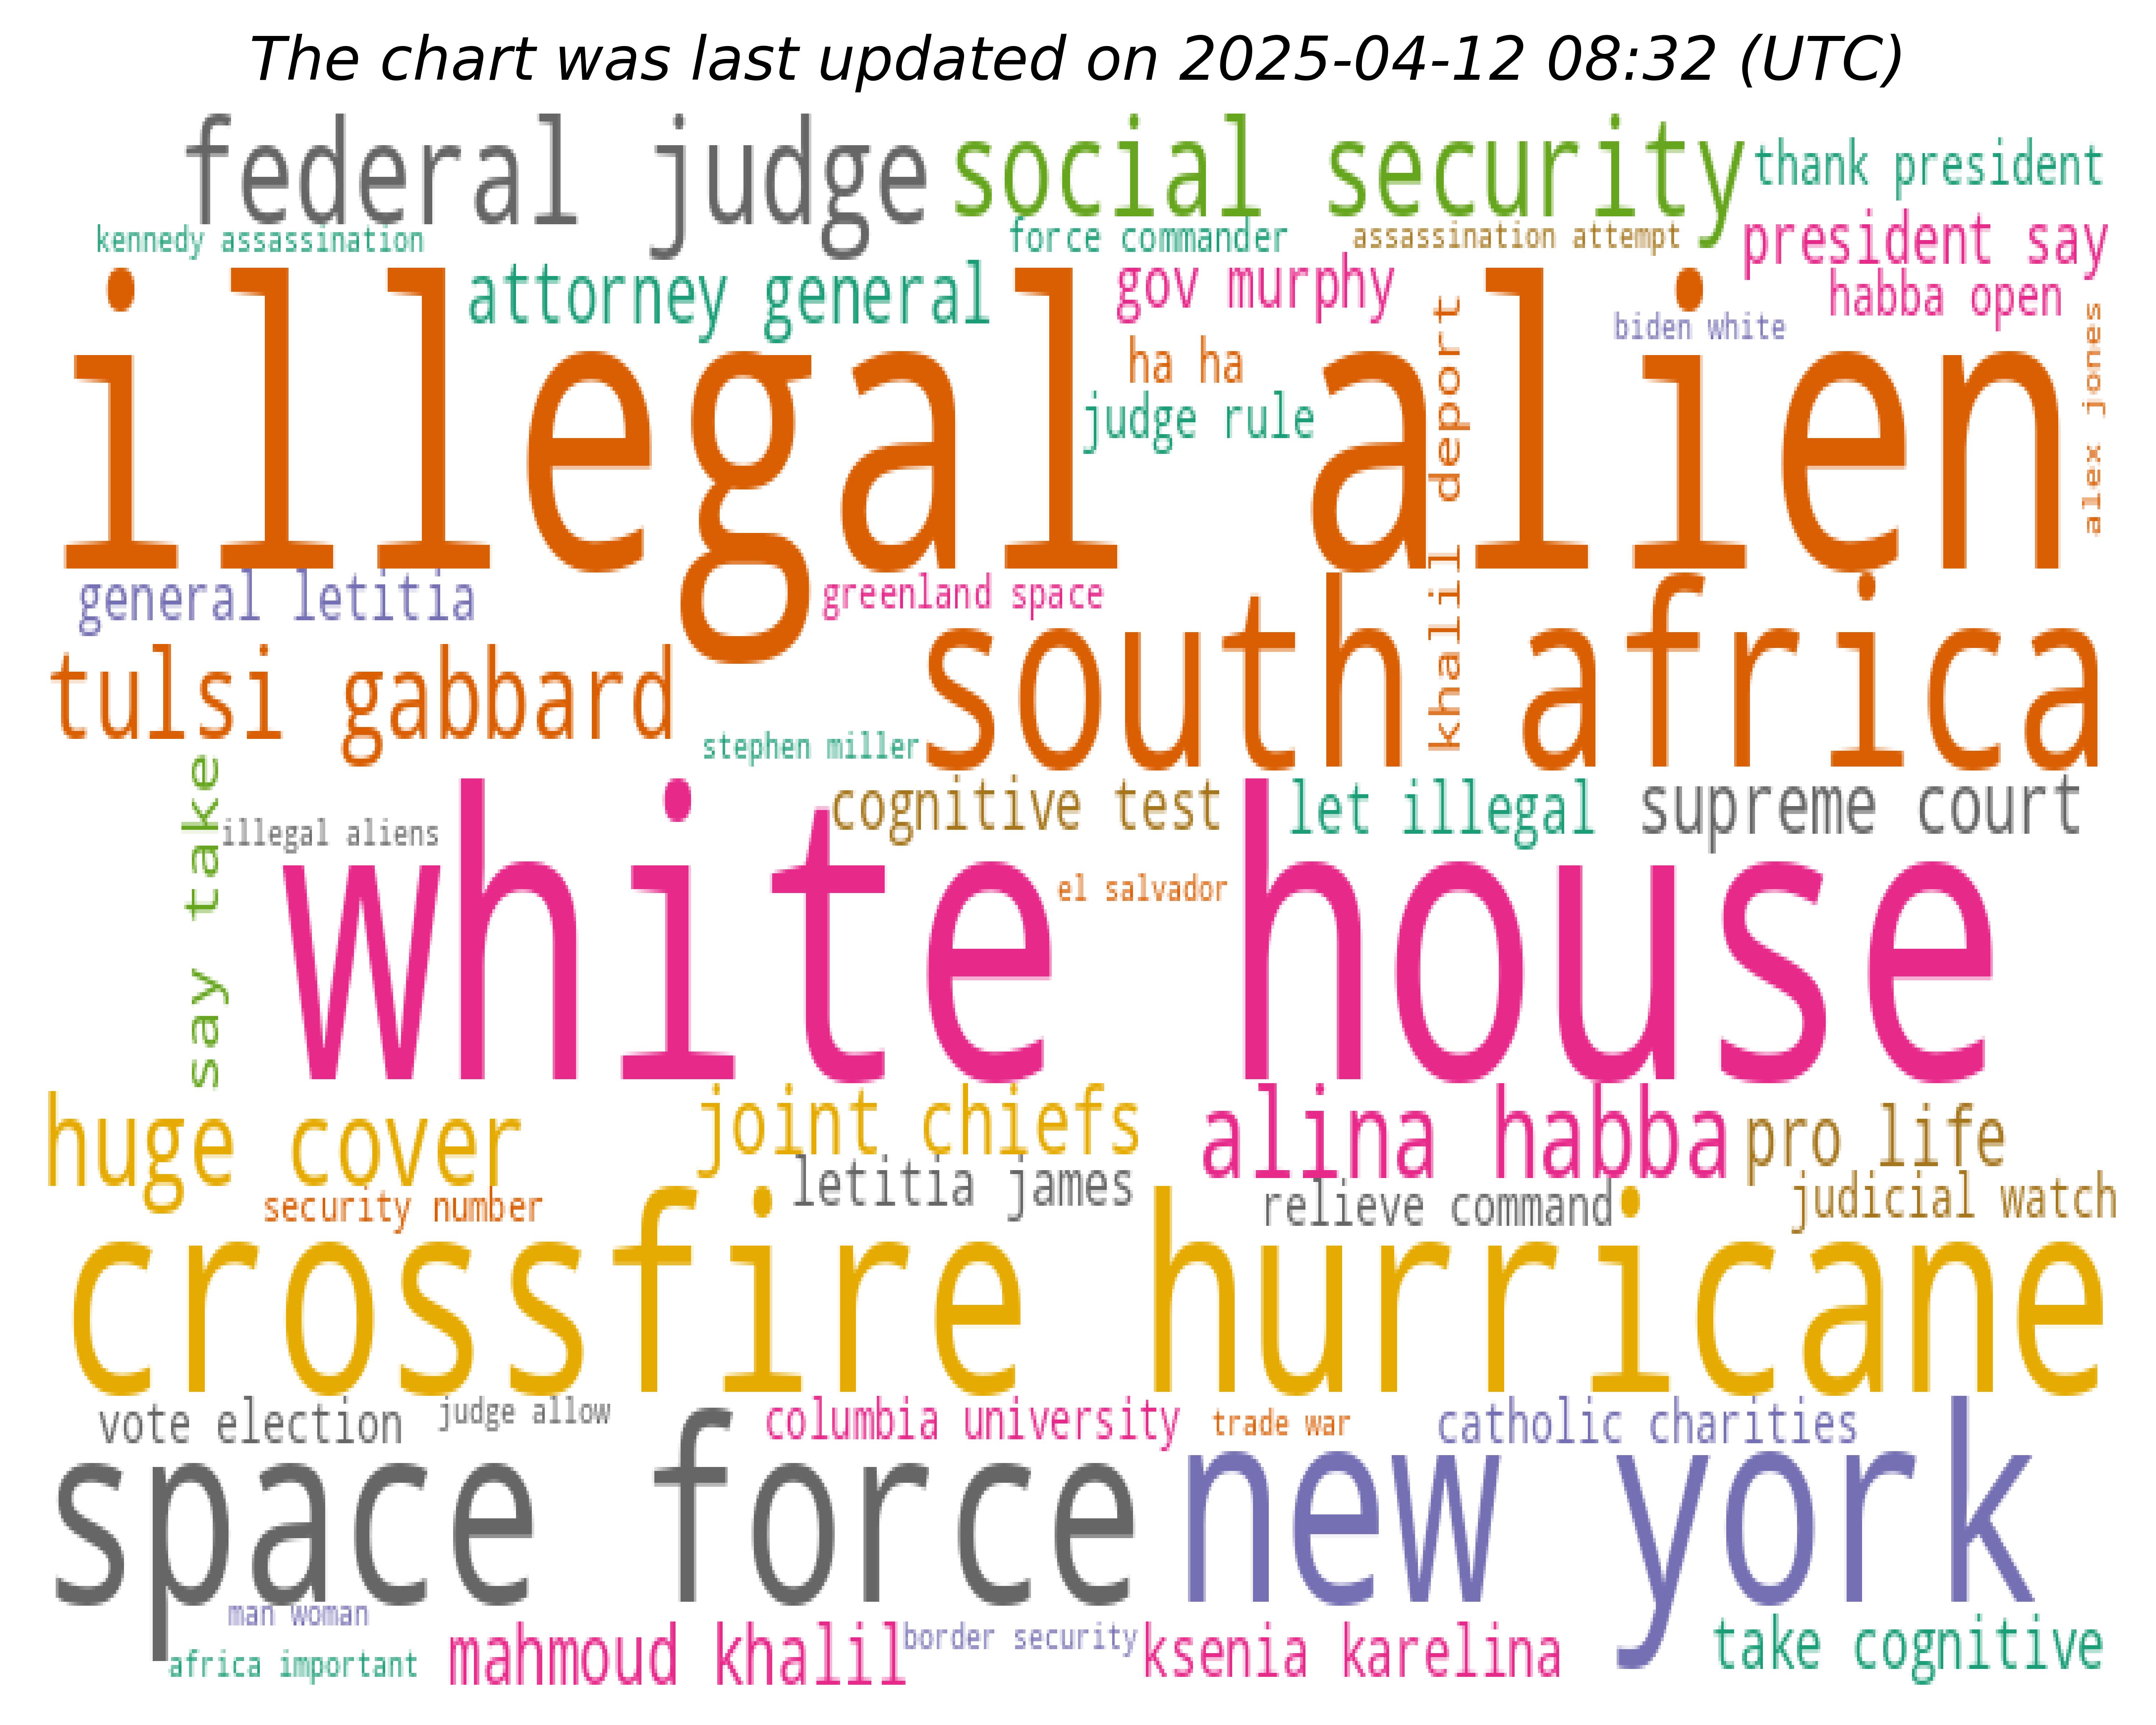 The chart was last updated on 2025-04-12 08:32 (UTC)
federal judge
social security
thank president
kennedy assassination
force commander
assassination attempt
president say
illegal alien
attorney general
gov murphy
habba open
biden white
ha ha
judge rule
khalil deport
alex jones
general letitia
greenland space
south africa
tulsi gabbard
stephen miller
say take
cognitive test
let illegal
supreme court
illegal aliens
white house
el salvador
huge cover
joint chiefs
alina habba
pro life
letitia james
security number
relieve command
judicial watch
crossfire hurricane
vote election
judge allow
columbia university
trade war
catholic charities
space force
new york
man woman
africa important
mahmoud khalil
border security
ksenia karelina
take cognitive